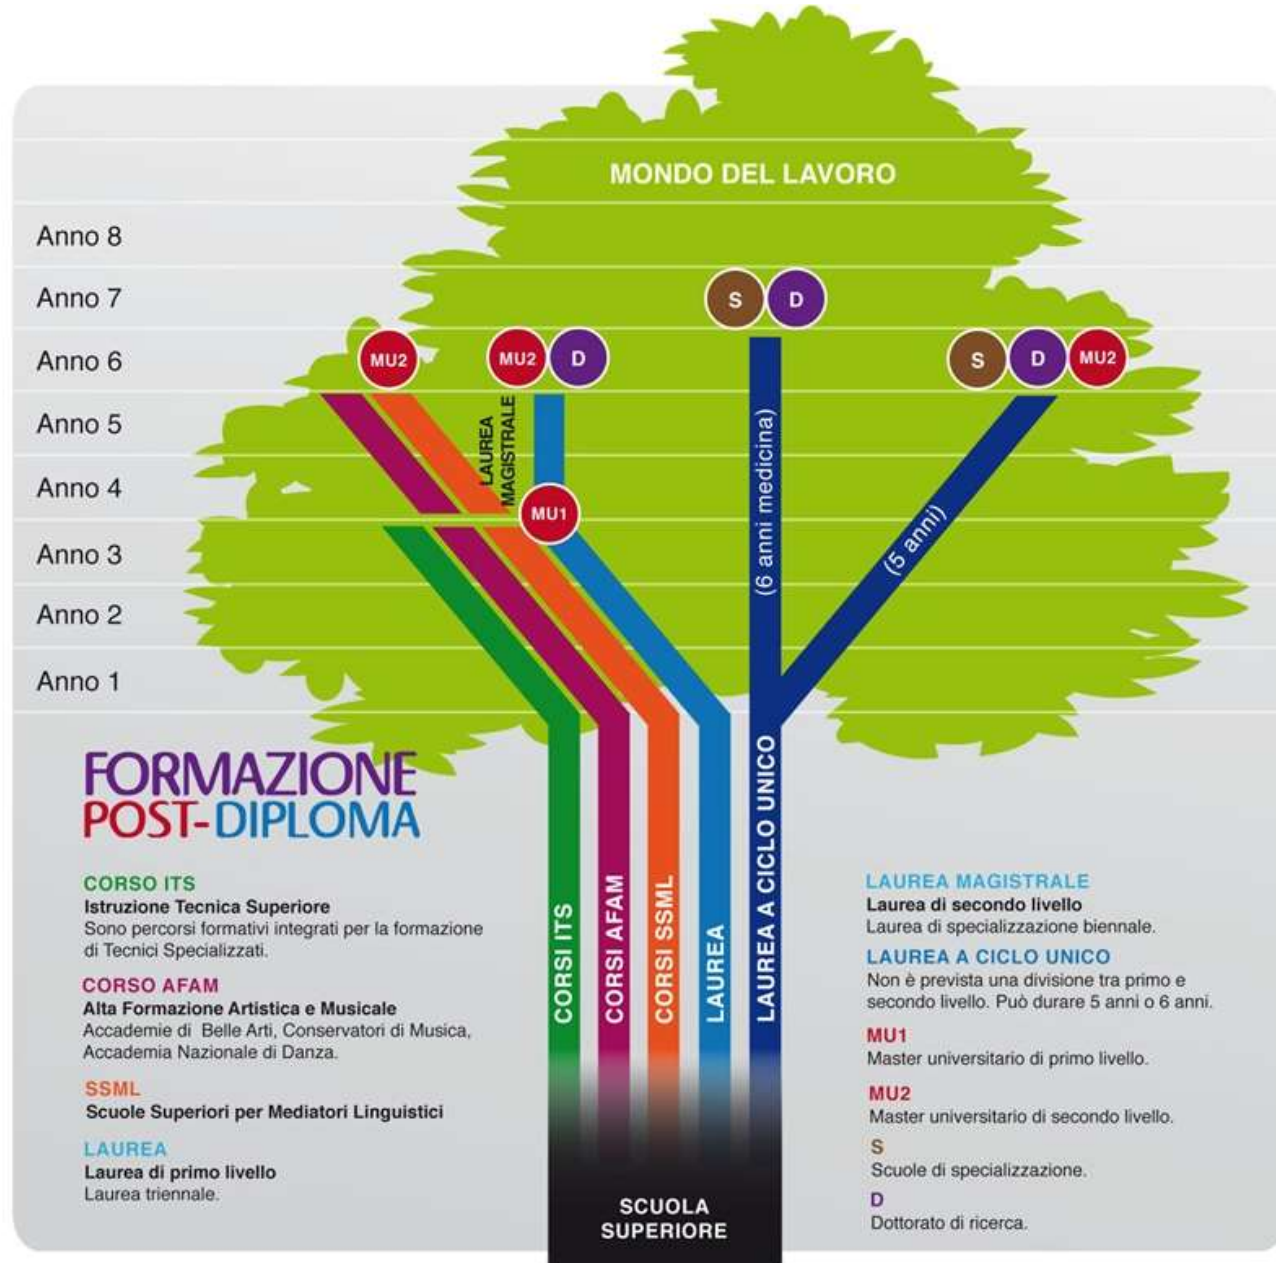 MONDO DEL LAVORO
Anno 8
Anno 7
S
D
Anno 6
MU2
MU2
D
S
D
MU2
Anno 5
LAUREA
MAGISTRALE
Anno 4
MU1
(6 anni medicina)
(5 anni)
Anno 3
Anno 2
Anno 1
FORMAZIONE
POST-DIPLOMA
CORSO ITS
Istruzione Tecnica Superiore
Sono percorsi formativi integrati per la formazione
di Tecnici Specializzati.
CORSO AFAM
Alta Formazione Artistica e Musicale
Accademie di Belle Arti, Conservatori di Musica,
Accademia Nazionale di Danza.
SSML
Scuole Superiori per Mediatori Linguistici
LAUREA
Laurea di primo livello
Laurea triennale.
CORSI ITS
CORSI AFAM
CORSI SSML
LAUREA
LAUREA A CICLO UNICO
SCUOLA
SUPERIORE
LAUREA MAGISTRALE
Laurea di secondo livello
Laurea di specializzazione biennale.
LAUREA A CICLO UNICO
Non è prevista una divisione tra primo e
secondo livello. Può durare 5 anni o 6 anni.
MU1
Master universitario di primo livello.
MU2
Master universitario di secondo livello.
S
Scuole di specializzazione.
D
Dottorato di ricerca.